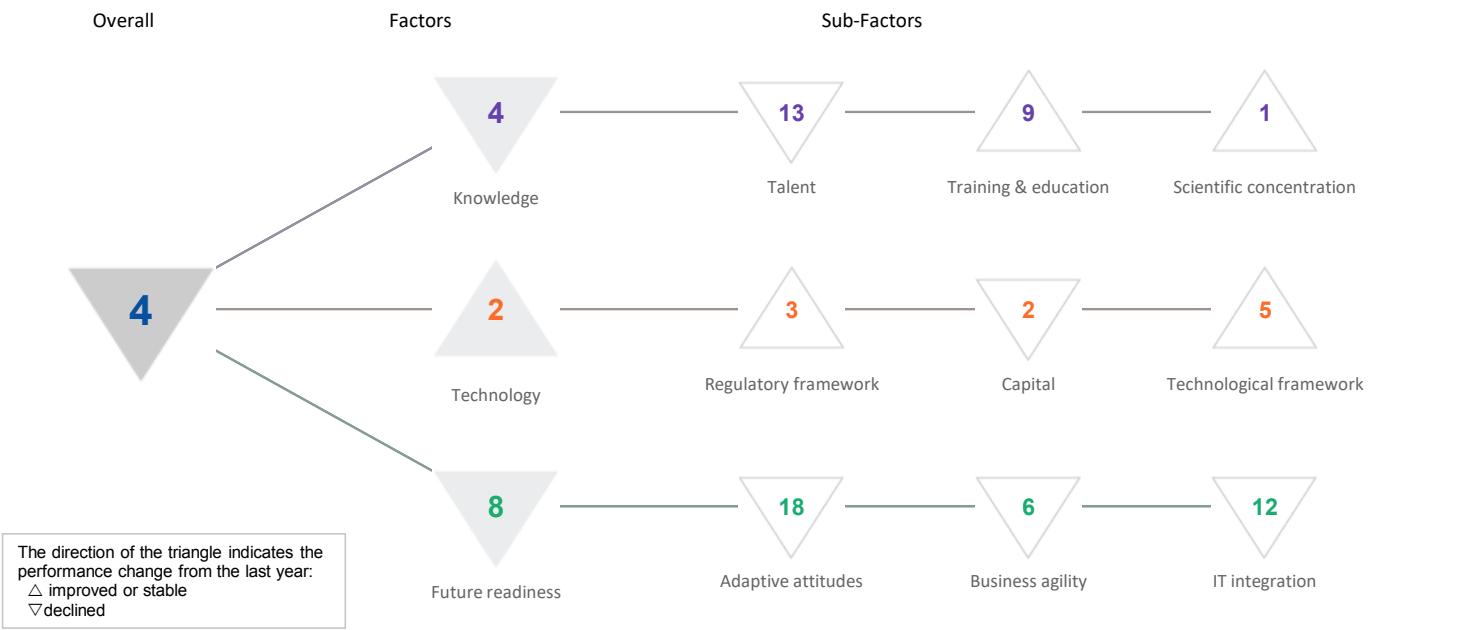 Overall Factors Sub-Factors
4 13 9 1
Knowledge Talent Training & education Scientific concentration
4 2 3 2 5
Technology Regulatory framework Capital Technological framework
8 18 6 12
Future readiness Adaptive attitudes Business agility IT integration
The direction of the triangle indicates the
performance change from the last year:
△ improved or stable
▽declined